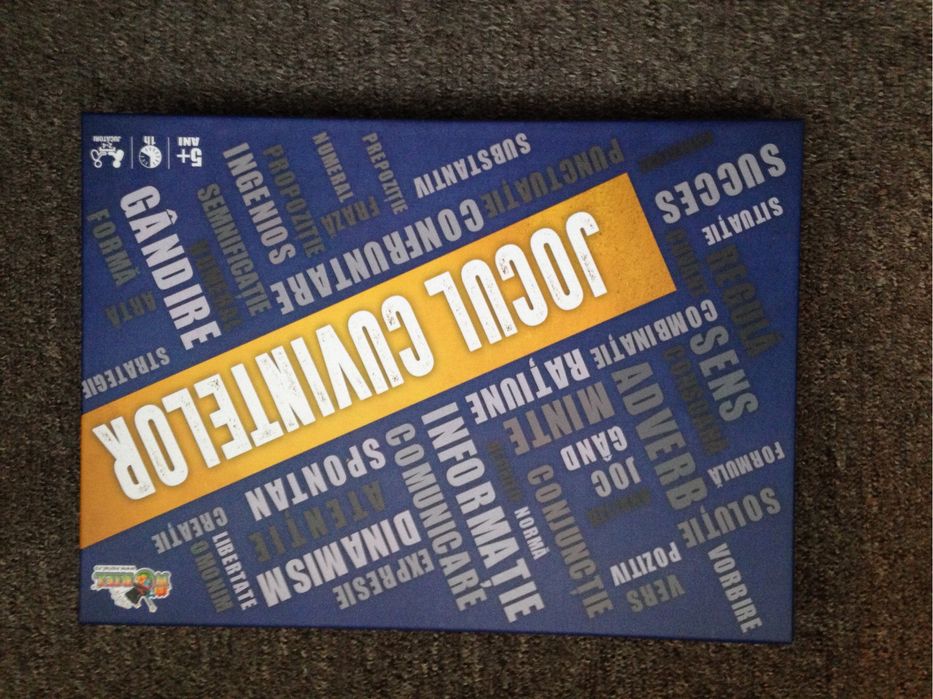 JOCUL CUVINTELOR
VORBIRE
SOLUȚIE
FORMULĂ
VERS
POZITIV
CONJUNCȚIE
NORMĂ
JOC
GÂND
ADVERB
SENS
REGULĂ
MINTE
RAȚIUNE
COMBINAȚIE
SITUAȚIE
SUCCES
INFORMAȚIE
COMUNICARE
EXPRESIE
DINAMISM
ATENȚIE
SPONTAN
LIBERTATE
CREAȚIE
PUNCTUAȚIE
CONFRUNTARE
SUBSTANTIV
PREPOZIȚIE
FRAZĂ
NUMERAL
PROPOZIȚIE
INGENIOS
SEMNIFICAȚIE
GÂNDIRE
FORMĂ
ARTĂ
STRATEGIE
5+
ANI
1h
JUCĂTORI